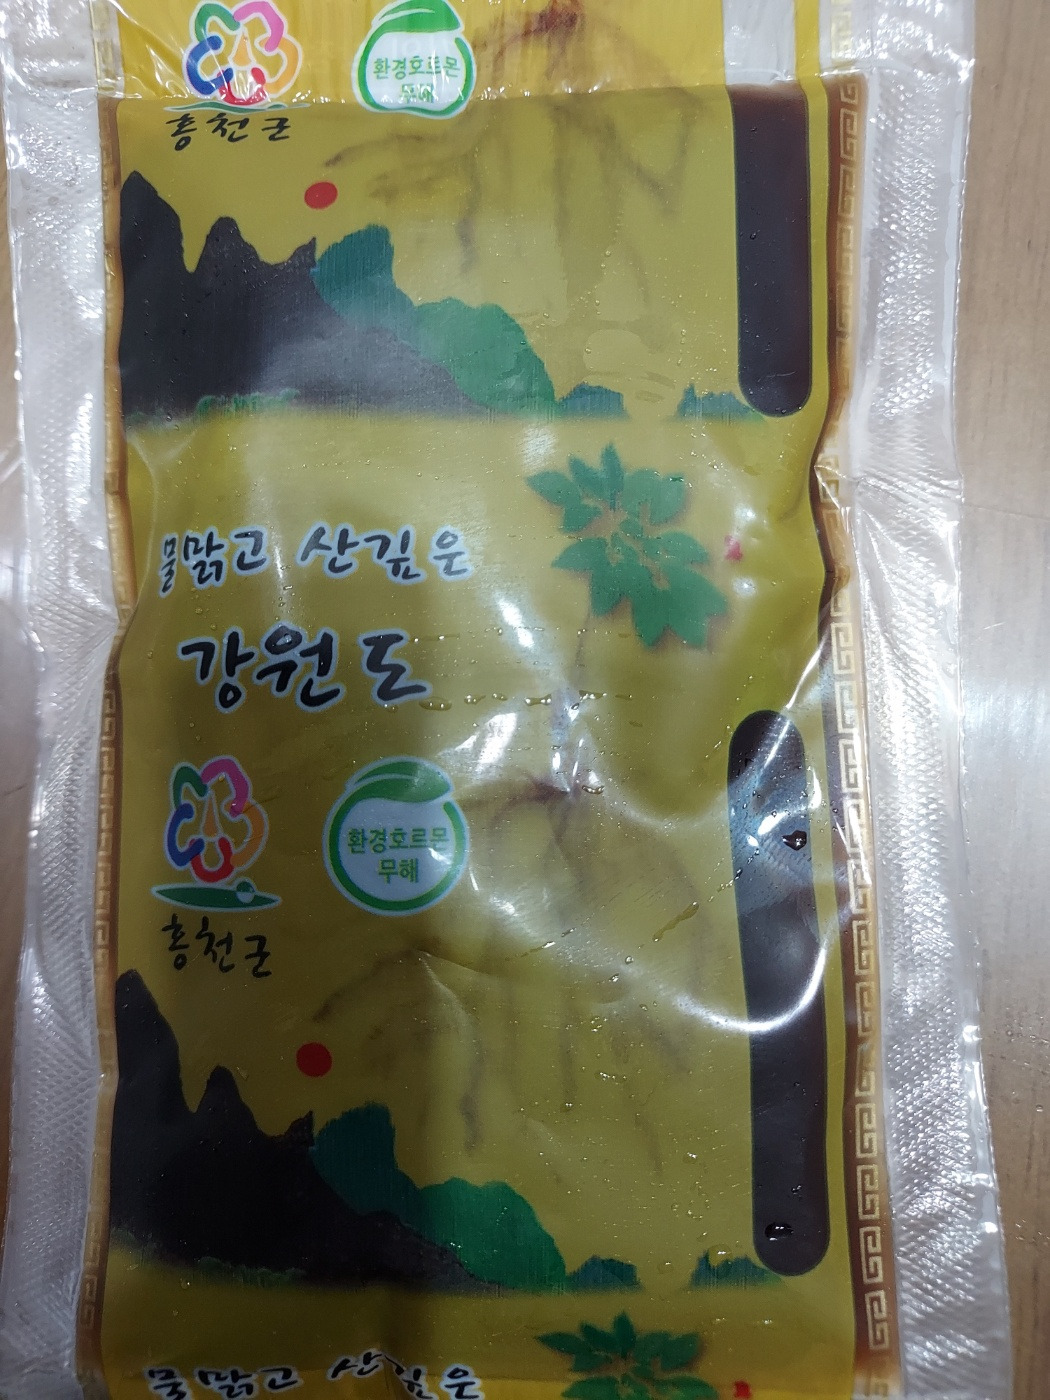 환경호르몬
무해
홍천군
물맑고 산깊은
강원도
환경호르몬
무해
홍천군
물맑고 산깊은